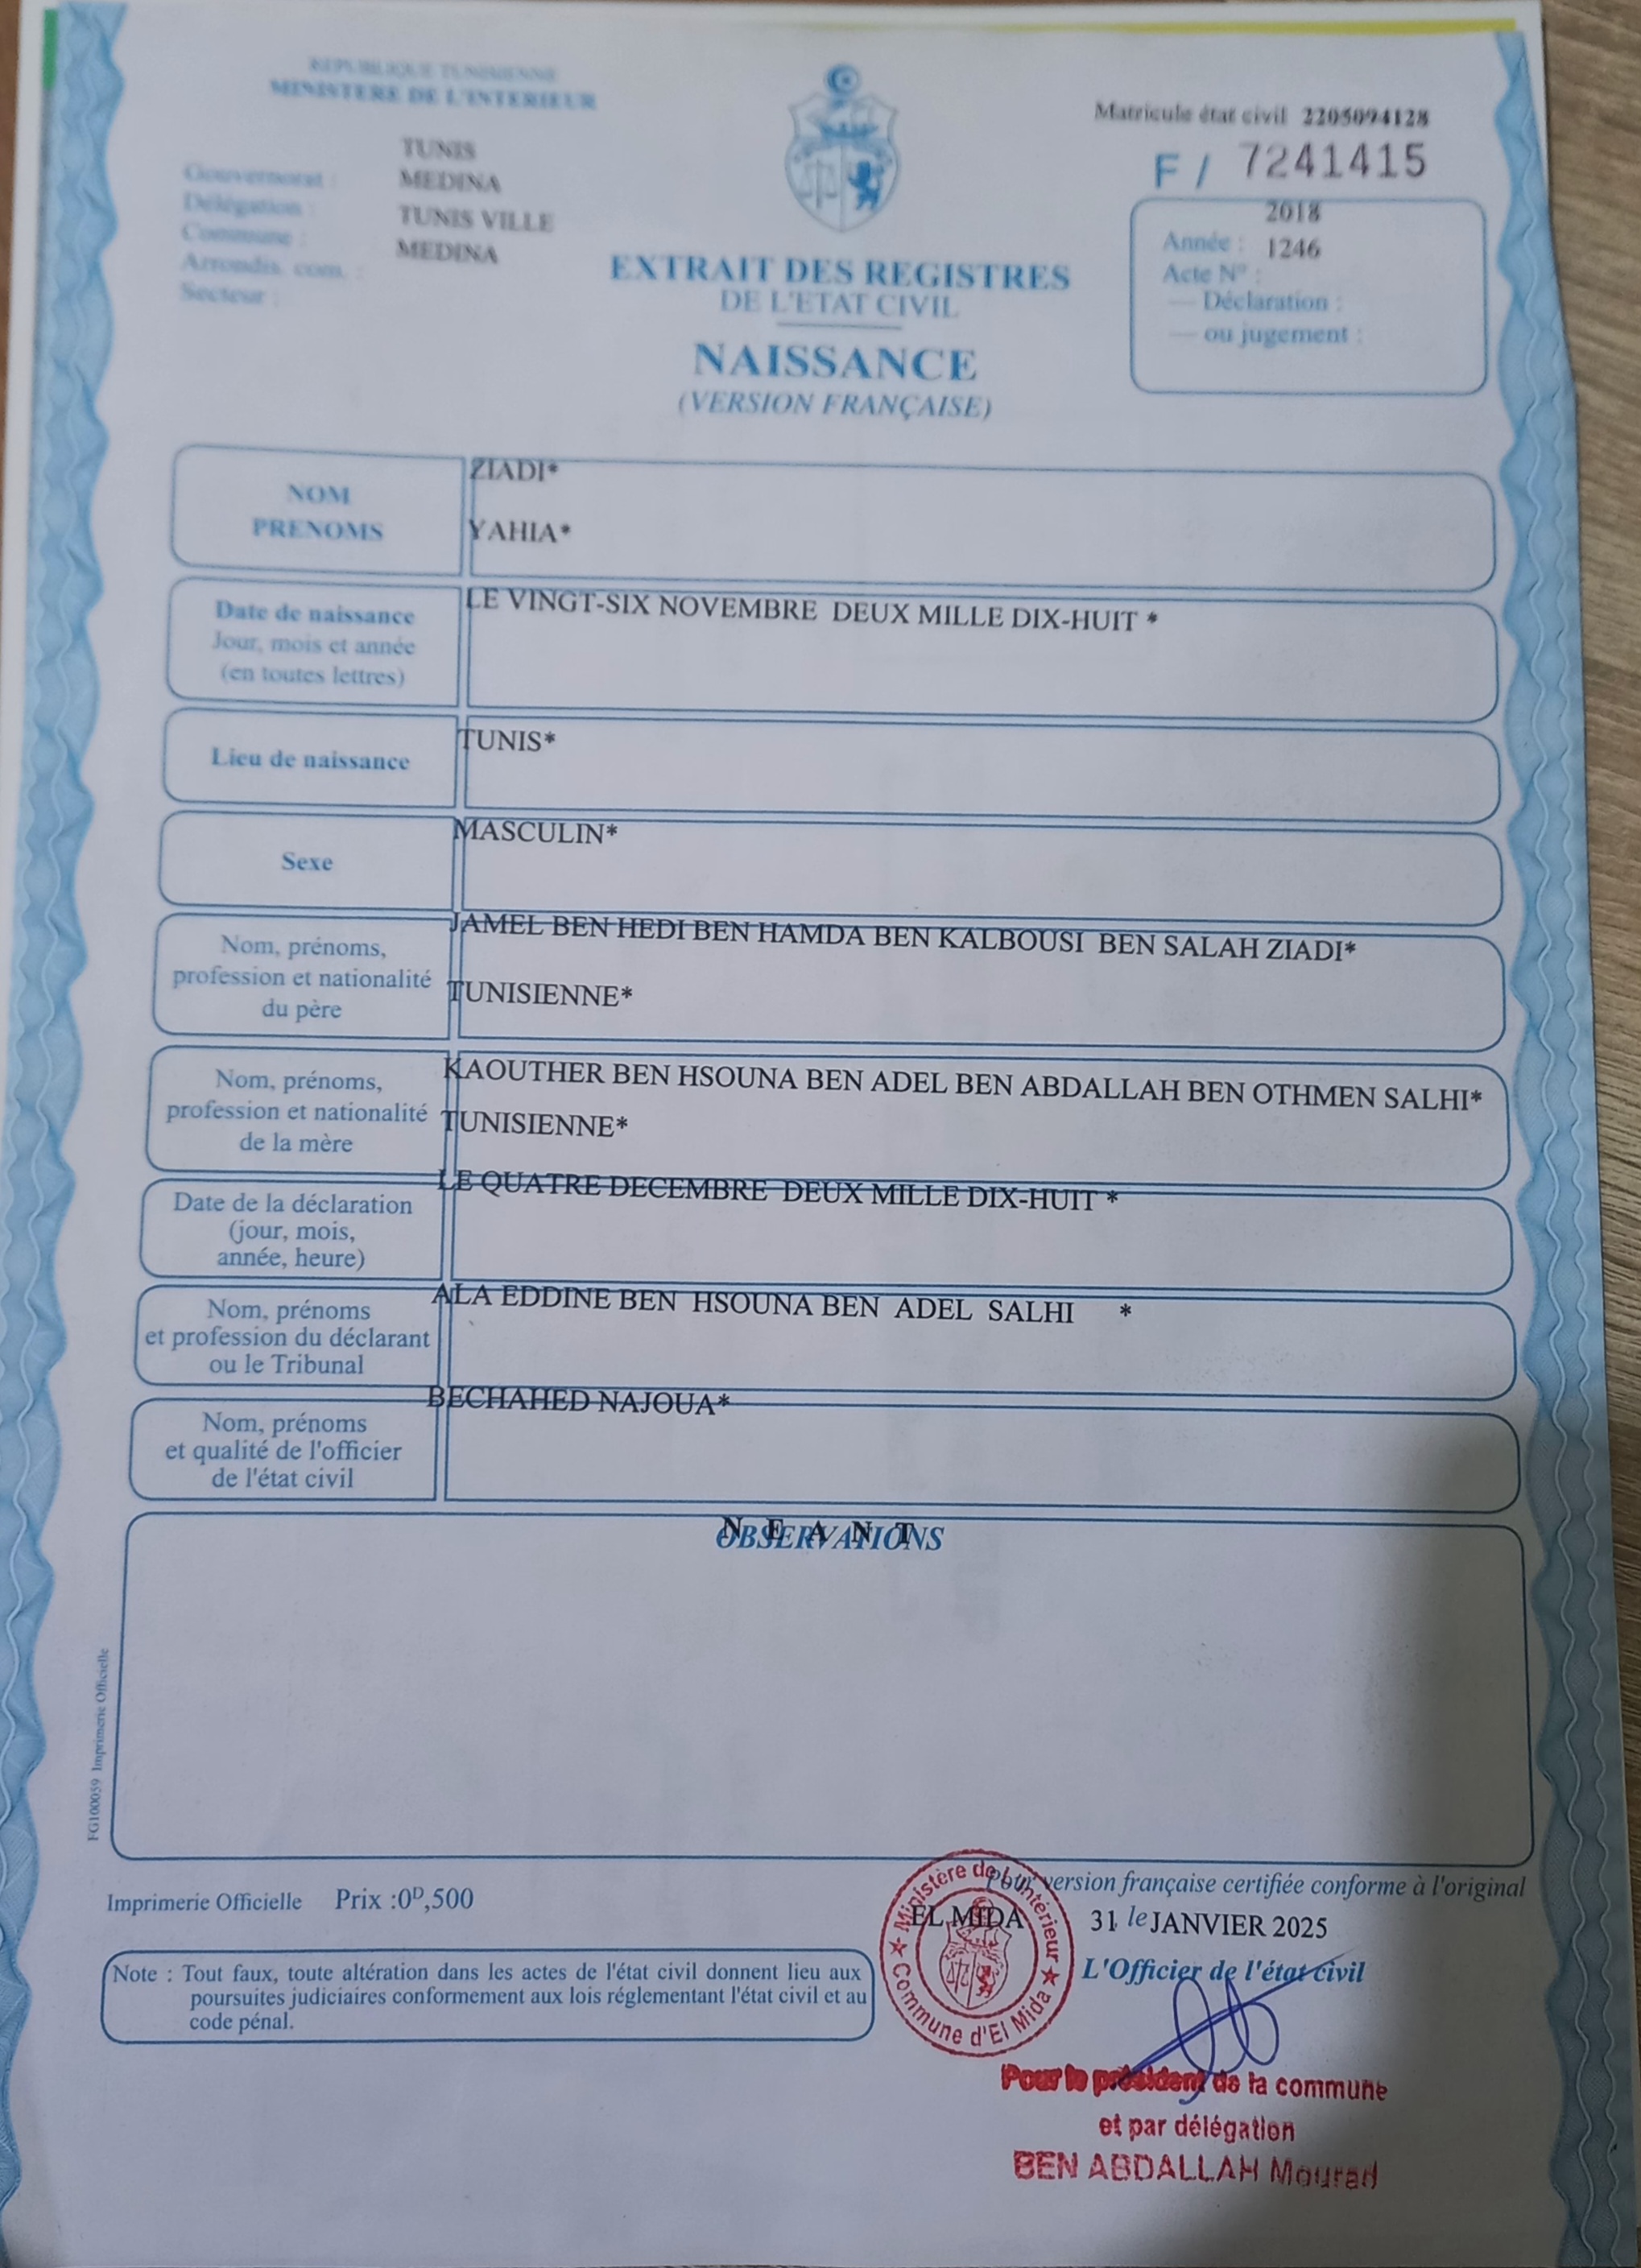 REPUBLIQUE TUNISIENNE
MINISTERE DE L'INTERIEUR
Matricule état civil 2205094128
F / 7241415
TUNIS
Gouvernorat : MEDINA
Délégation : TUNIS VILLE
Commune : MEDINA
Arrondis. com. :
Secteur :
2018
Année : 1246
Acte N° :
— Déclaration :
— ou jugement :
EXTRAIT DES REGISTRES
DE L'ETAT CIVIL
NAISSANCE
(VERSION FRANÇAISE)
NOM
PRENOMS
ZIADI*
YAHIA*
Date de naissance
Jour, mois et année
(en toutes lettres)
LE VINGT-SIX NOVEMBRE DEUX MILLE DIX-HUIT *
Lieu de naissance
TUNIS*
Sexe
MASCULIN*
Nom, prénoms,
profession et nationalité
du père
JAMEL BEN HEDI BEN HAMDA BEN KALBOUSI BEN SALAH ZIADI*
TUNISIENNE*
Nom, prénoms,
profession et nationalité
de la mère
KAOUTHER BEN HSOUNA BEN ADEL BEN ABDALLAH BEN OTHMEN SALHI*
TUNISIENNE*
Date de la déclaration
(jour, mois,
année, heure)
LE QUATRE DECEMBRE DEUX MILLE DIX-HUIT *
Nom, prénoms
et profession du déclarant
ou le Tribunal
ALA EDDINE BEN HSOUNA BEN ADEL SALHI *
Nom, prénoms
et qualité de l'officier
de l'état civil
BECHAHED NAJOUA*
OBSERVATIONS
N E A N T
FG100059 Imprimerie Officielle
Imprimerie Officielle Prix :0ᴰ,500
Pour version française certifiée conforme à l'original
EL MIDA 31 le JANVIER 2025
L'Officier de l'état civil
Ministère de L'intérieur
Commune d'El Mida
Note : Tout faux, toute altération dans les actes de l'état civil donnent lieu aux
poursuites judiciaires conformement aux lois réglementant l'état civil et au
code pénal.
Pour le président de la commune
et par délégation
BEN ABDALLAH Mourad